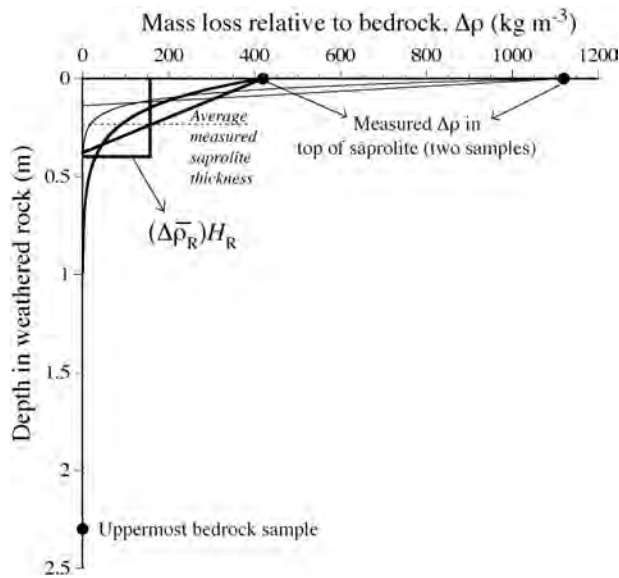 Mass loss relative to bedrock, Δρ (kg m⁻³)
0 200 400 600 800 1000 1200
0
Average
measured
saprolite
thickness
Measured Δρ in
top of saprolite (two samples)
0.5
(Δρ̅_R)H_R
1
Depth in weathered rock (m)
1.5
2
Uppermost bedrock sample
2.5